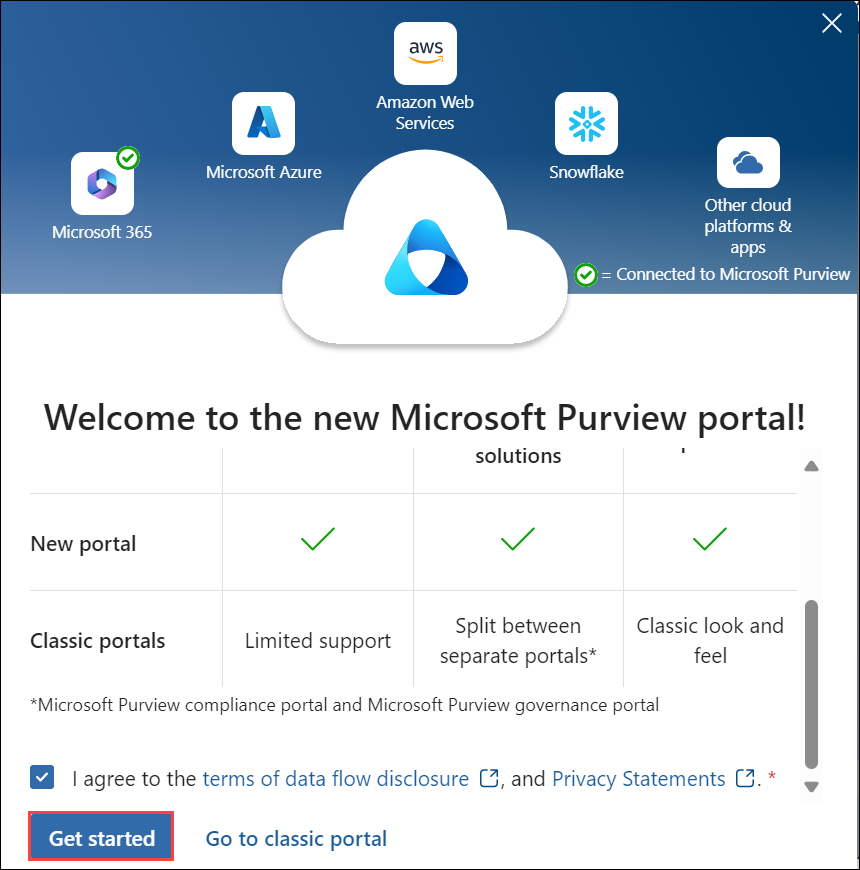 aws
Amazon Web
Services
Microsoft Azure
Snowflake
Microsoft 365
Other cloud
platforms &
apps
= Connected to Microsoft Purview
Welcome to the new Microsoft Purview portal!
solutions
New portal
Classic portals
Limited support
Split between
separate portals*
Classic look and
feel
*Microsoft Purview compliance portal and Microsoft Purview governance portal
I agree to the terms of data flow disclosure , and Privacy Statements . *
Get started
Go to classic portal